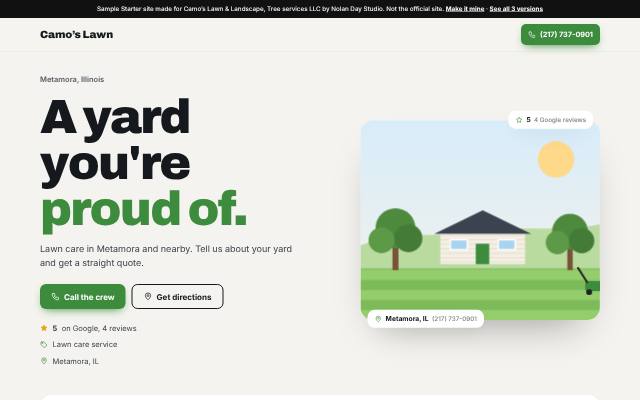 Sample Starter site made for Camo's Lawn & Landscape, Tree services LLC by Nolan Day Studio. Not the official site. Make it mine · See all 3 versions
Camo's Lawn
(217) 737-0901
Metamora, Illinois
A yard
you're
proud of.
Lawn care in Metamora and nearby. Tell us about your yard
and get a straight quote.
Call the crew
Get directions
5 on Google, 4 reviews
Lawn care service
Metamora, IL
5 4 Google reviews
Metamora, IL (217) 737-0901